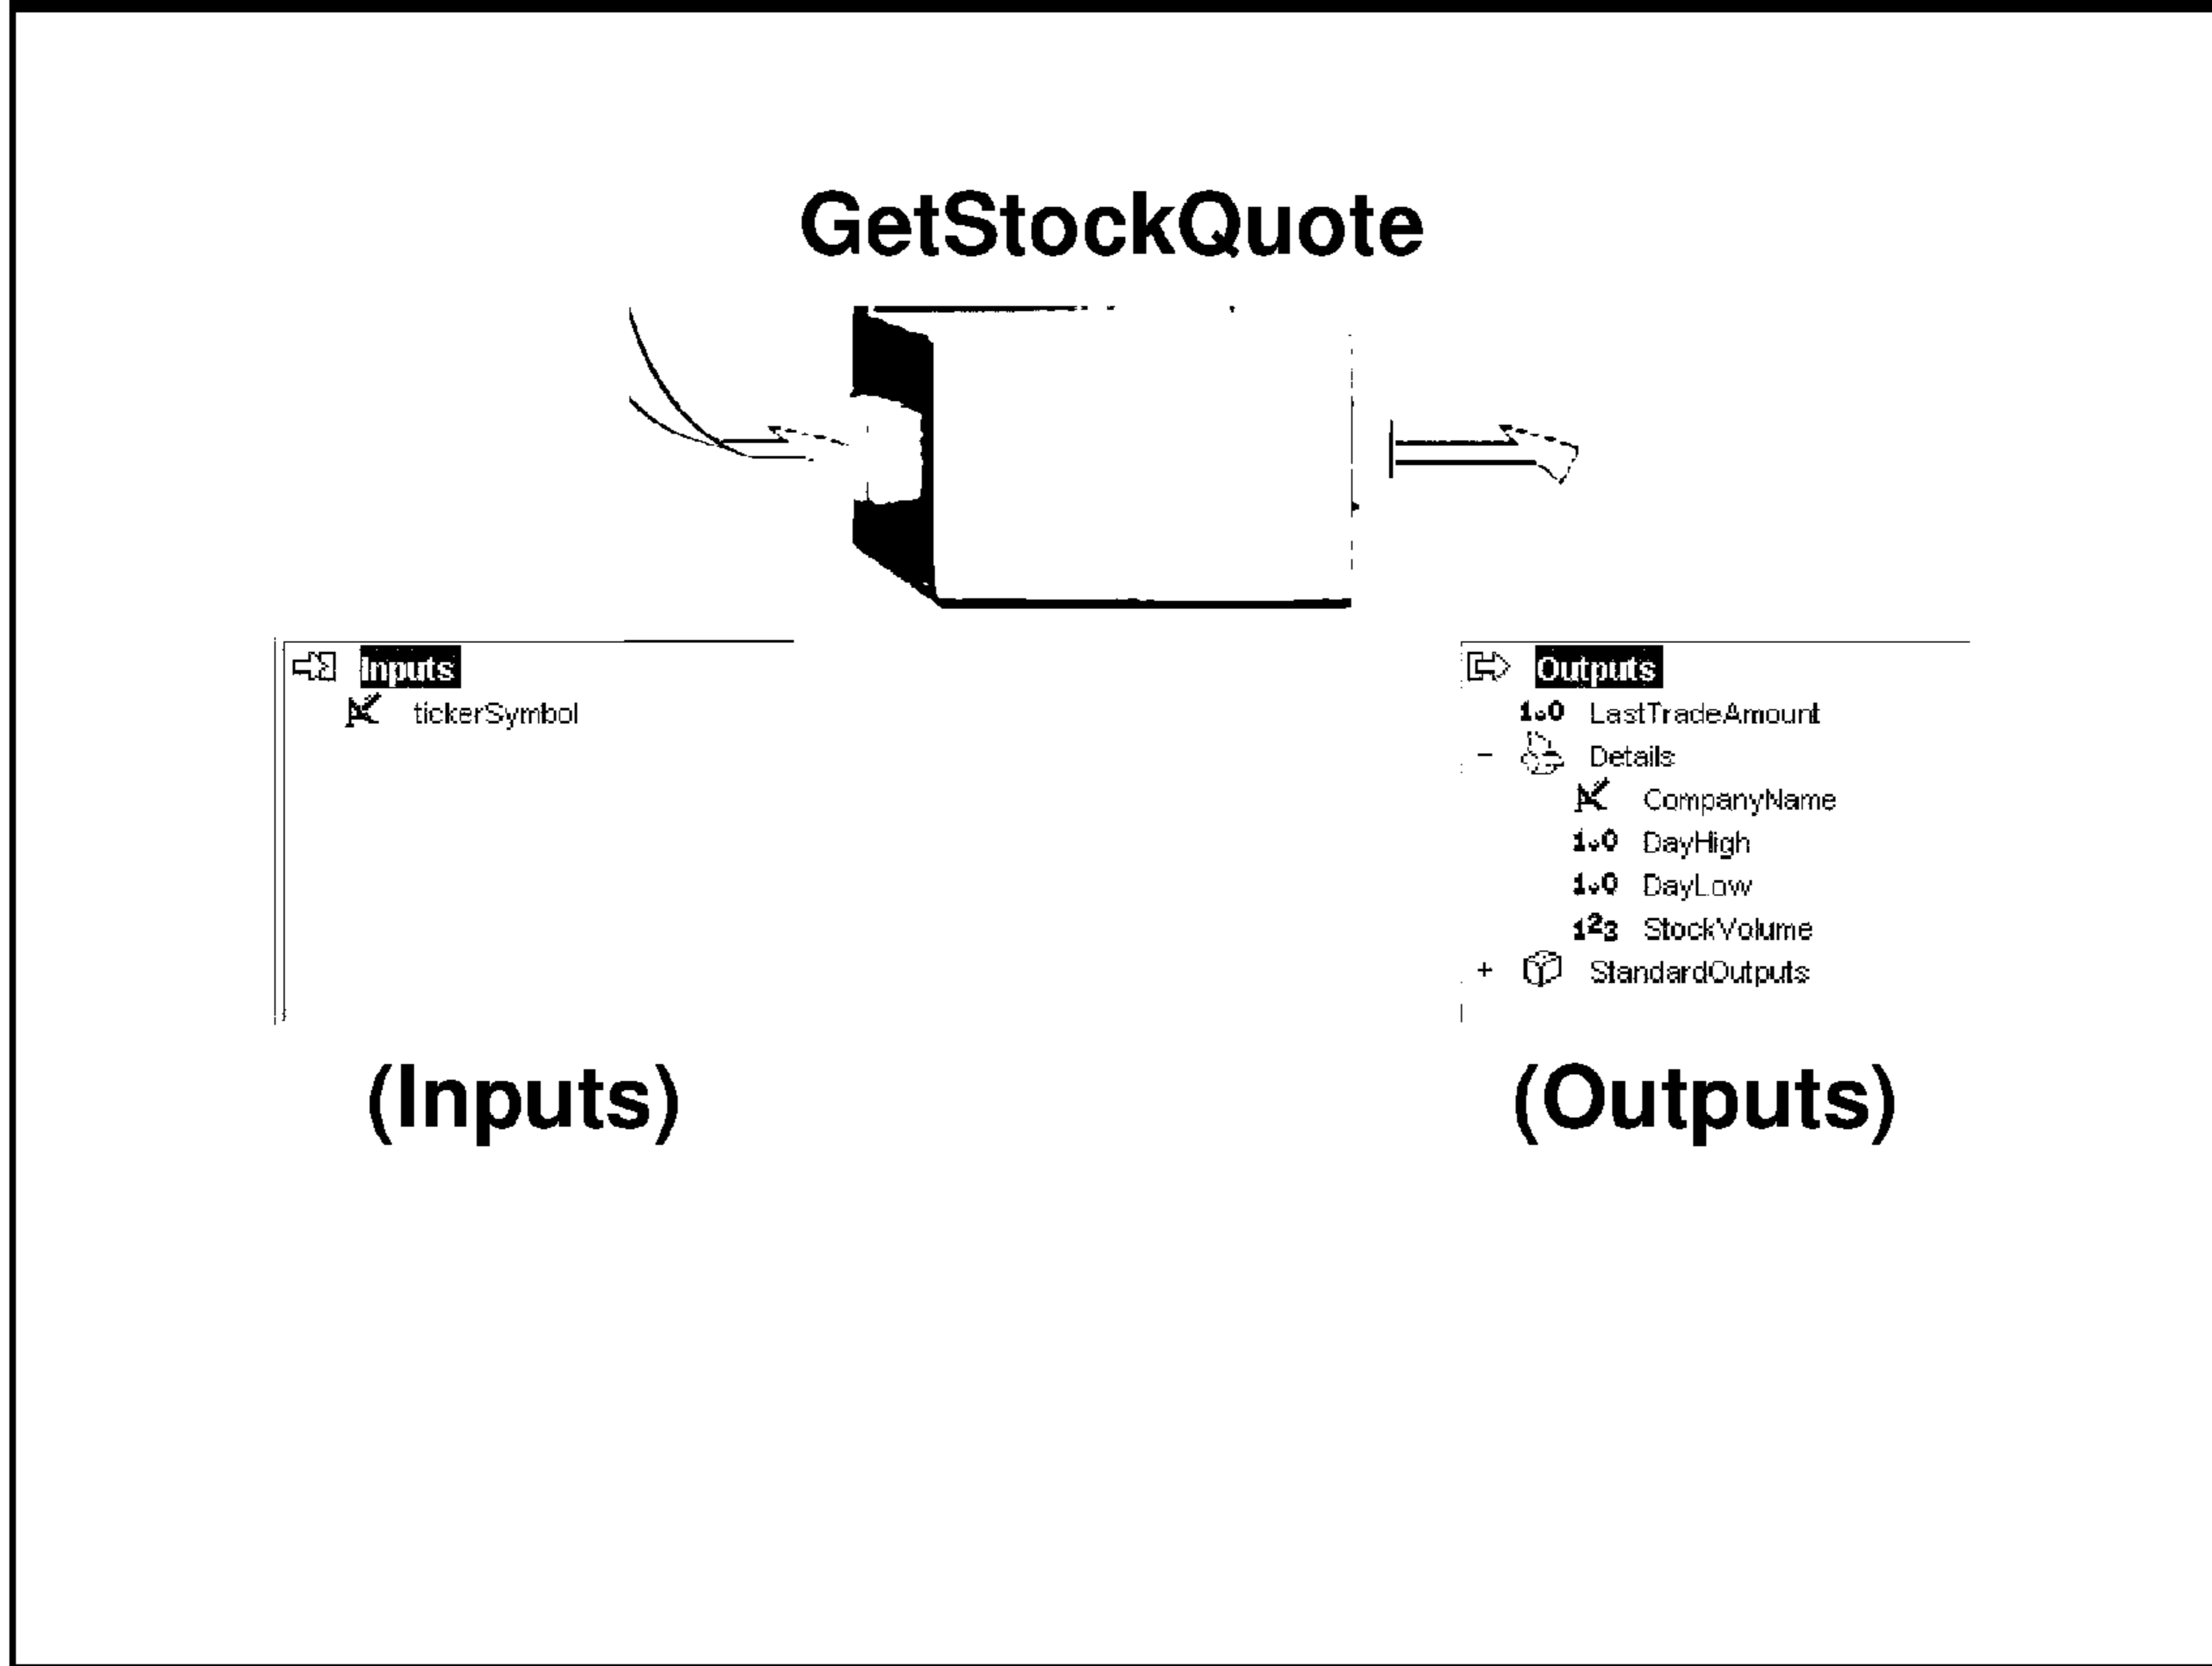 GetStockQuote
Inputs
tickerSymbol
Outputs
1.0 LastTradeAmount
- Details
CompanyName
1.0 DayHigh
1.0 DayLow
123 StockVolume
+ StandardOutputs
(Inputs)
(Outputs)